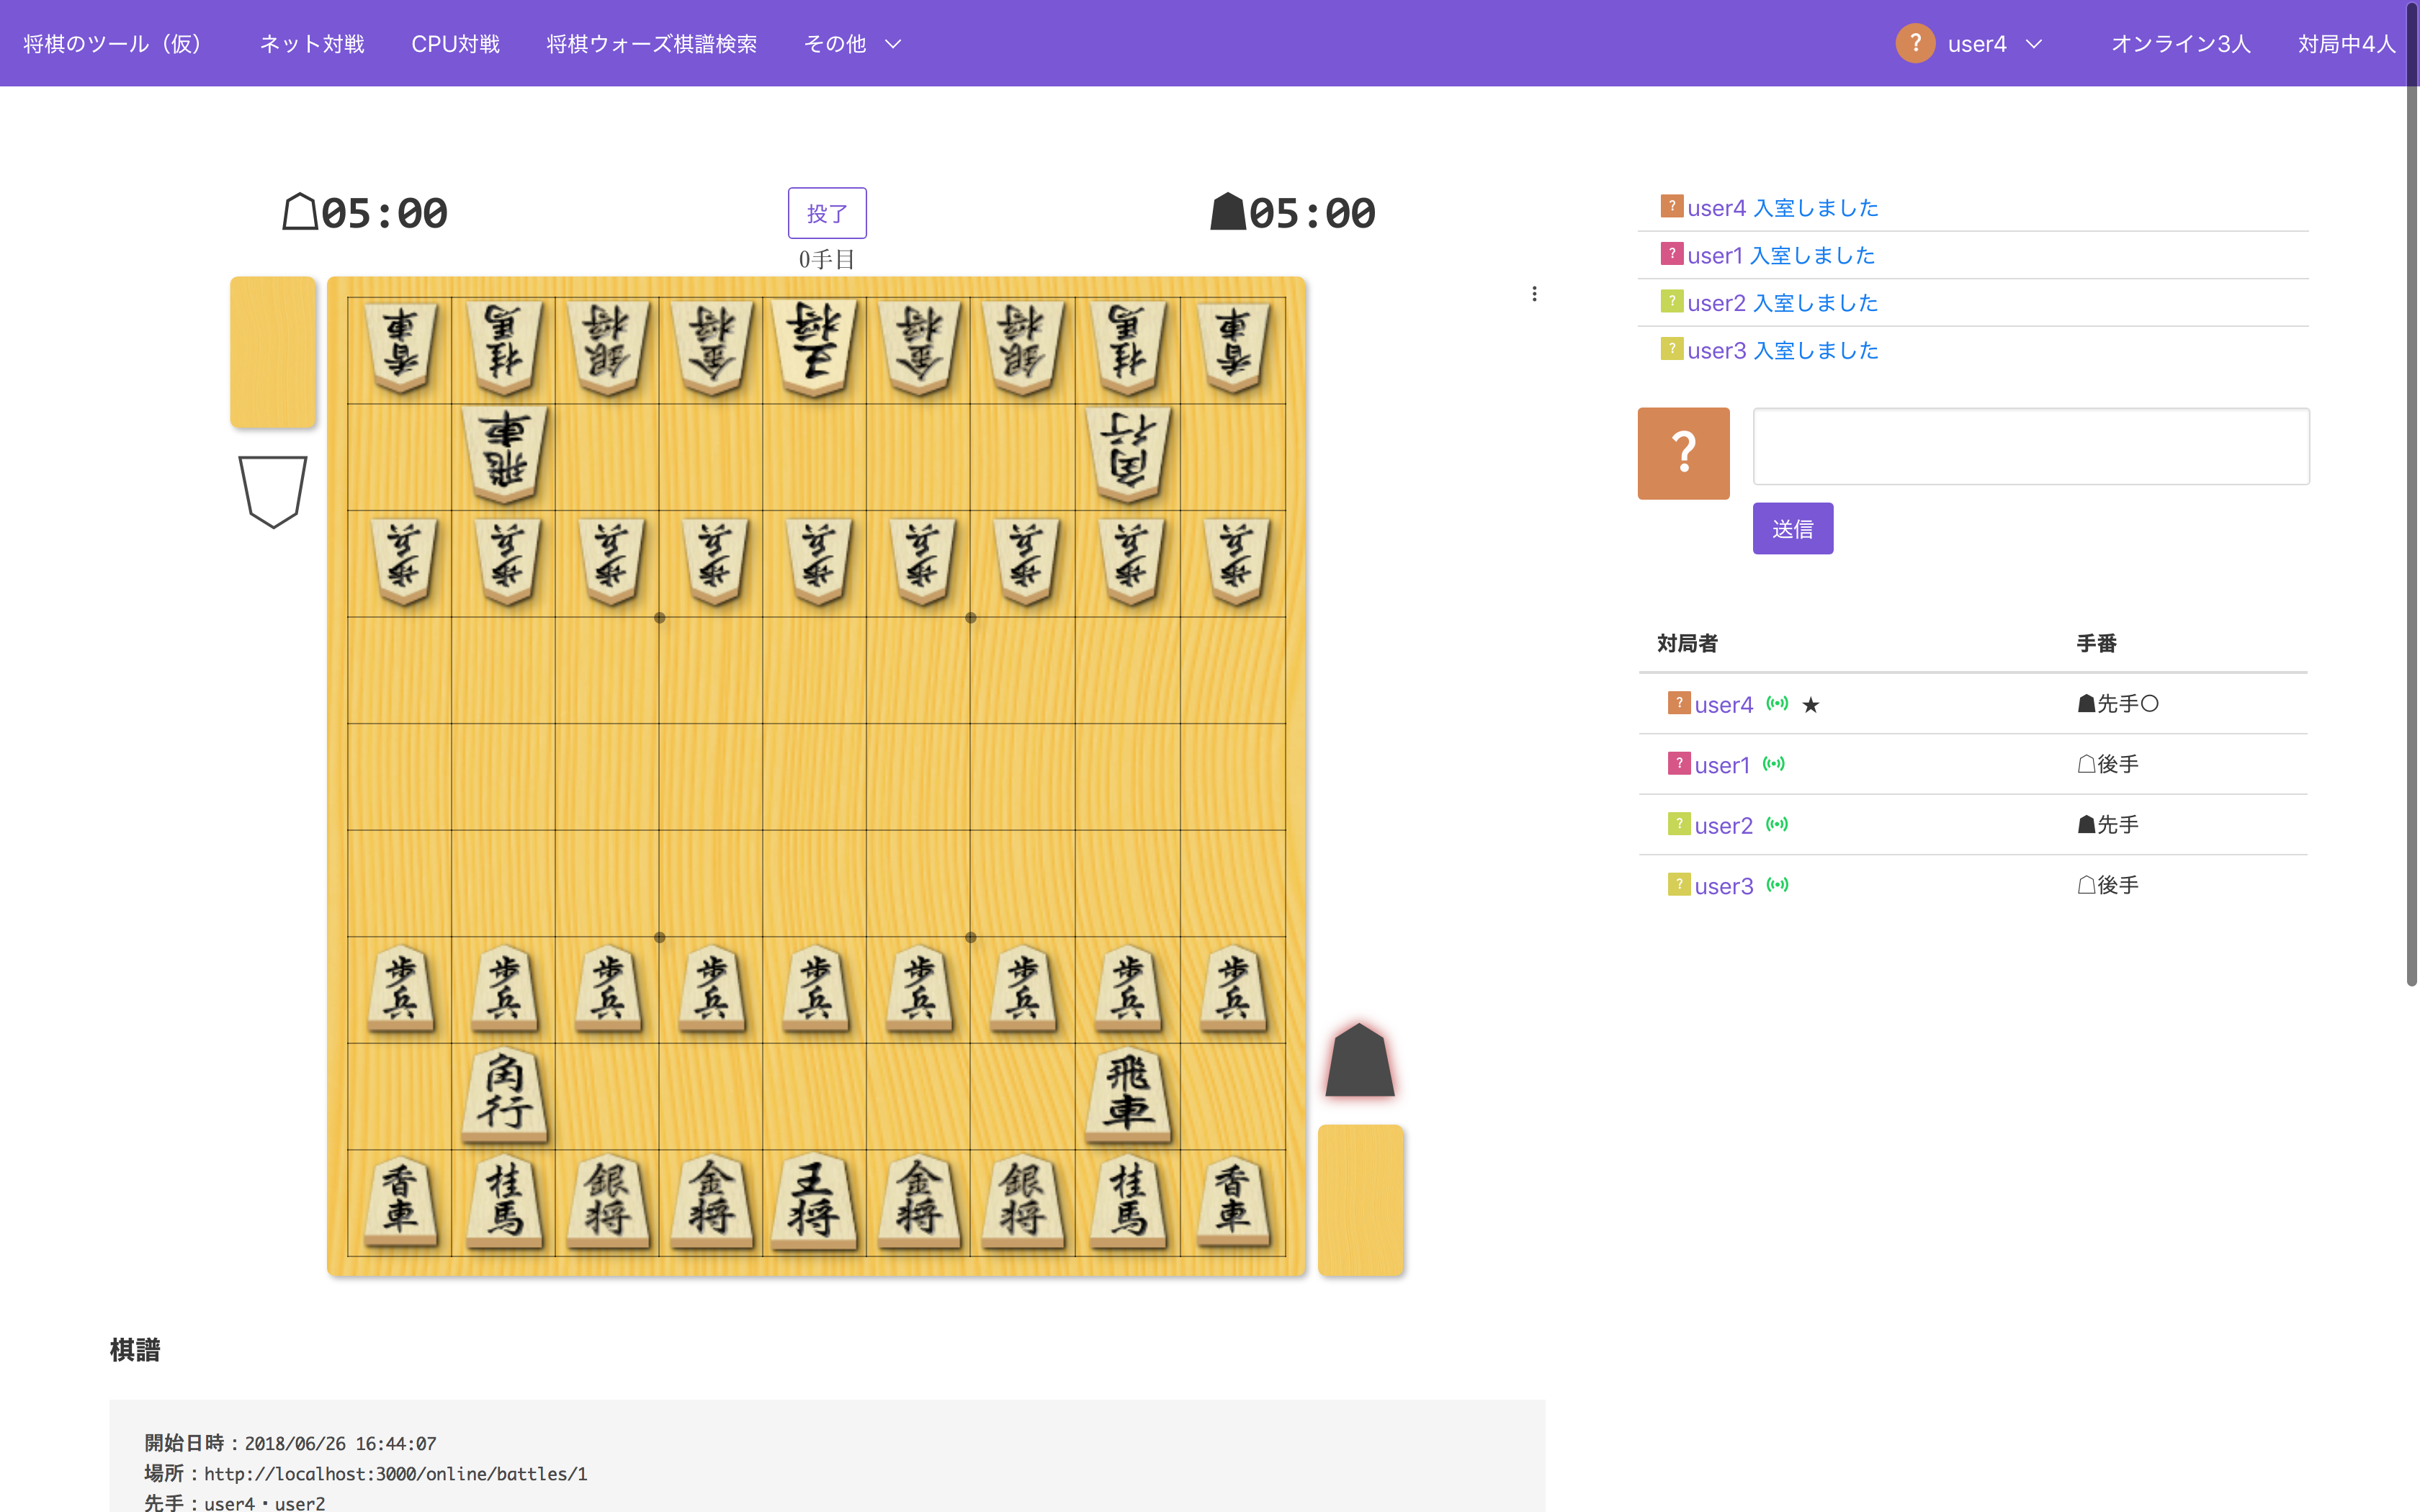 将棋のツール（仮） ネット対戦 CPU対戦 将棋ウォーズ棋譜検索 その他 ? user4 オンライン3人 対局中4人
05:00 投了 05:00
0手目
? user4 入室しました
? user1 入室しました
? user2 入室しました
? user3 入室しました
?
送信
対局者 手番
? user4 ★ 先手○
? user1 後手
? user2 先手
? user3 後手
香車 桂馬 銀将 金将 王将 金将 銀将 桂馬 香車
飛車 角行
歩兵 歩兵 歩兵 歩兵 歩兵 歩兵 歩兵 歩兵 歩兵
歩兵 歩兵 歩兵 歩兵 歩兵 歩兵 歩兵 歩兵 歩兵
角行 飛車
香車 桂馬 銀将 金将 王将 金将 銀将 桂馬 香車
棋譜
開始日時：2018/06/26 16:44:07
場所：http://localhost:3000/online/battles/1
先手：user4・user2